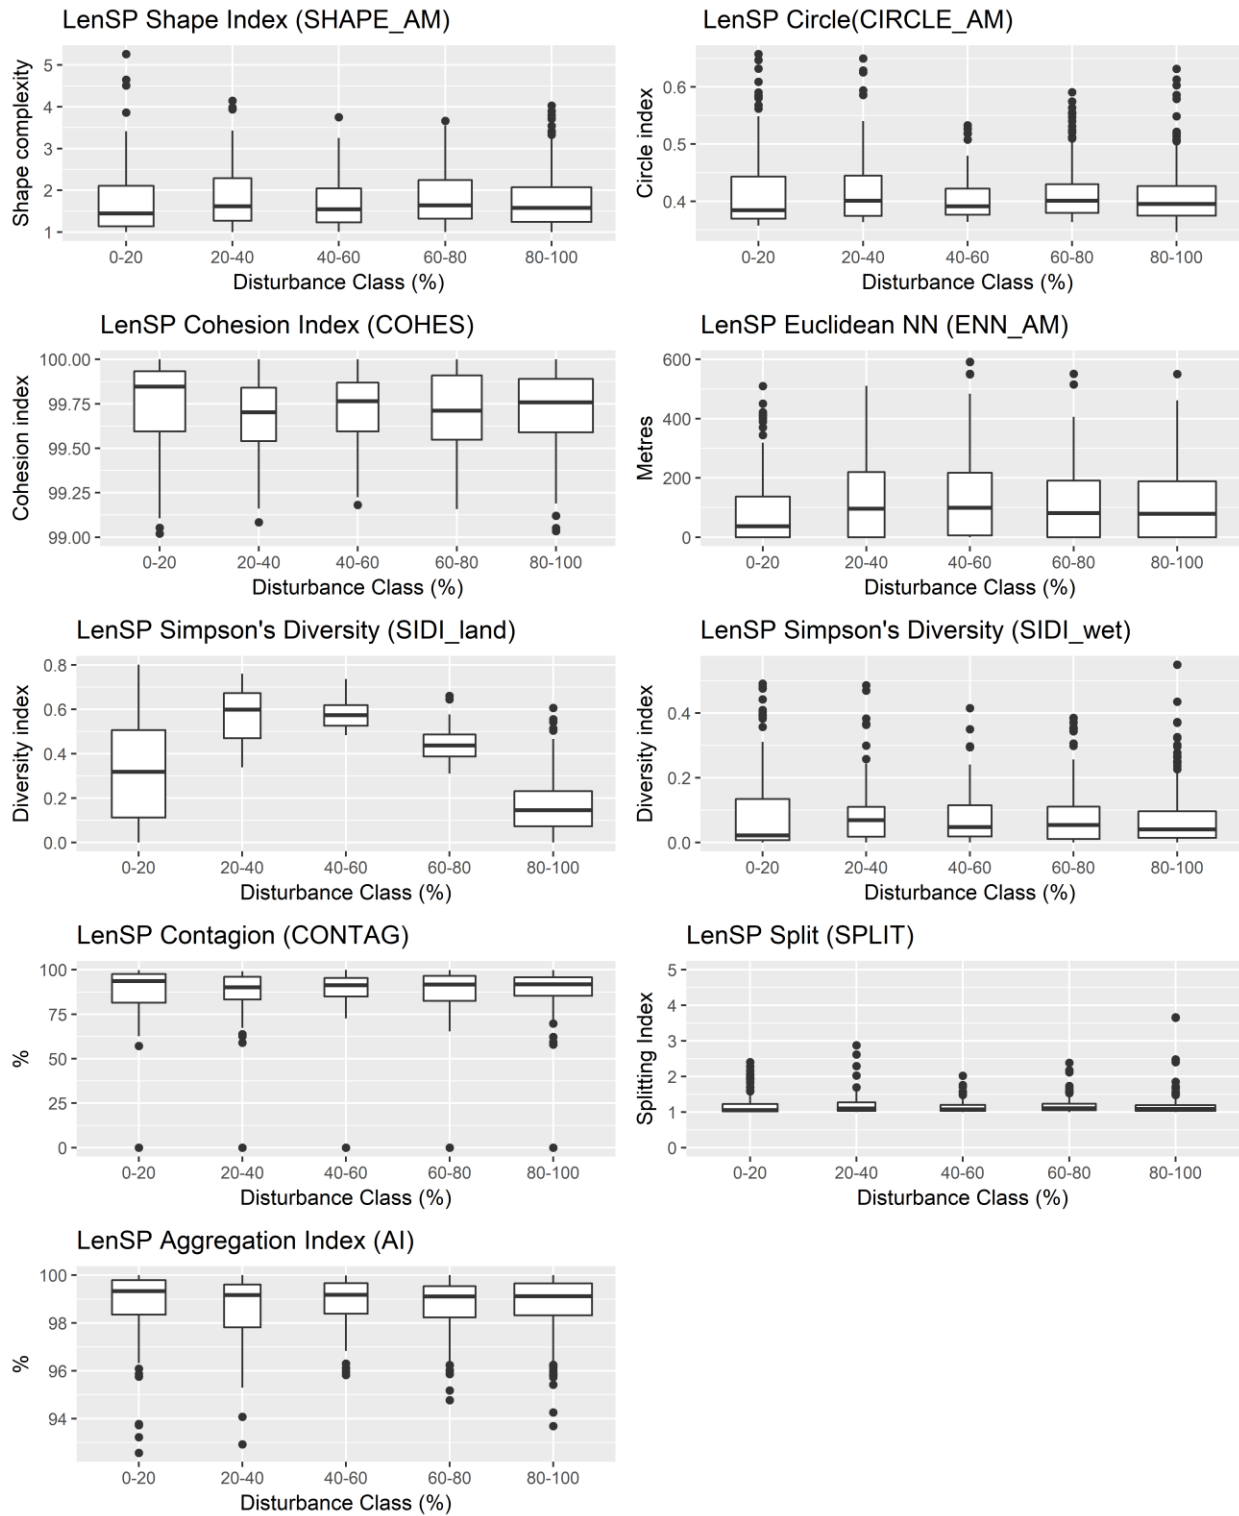 LenSP Shape Index (SHAPE_AM)
Shape complexity
5
4
3
2
1
0-20 20-40 40-60 60-80 80-100
Disturbance Class (%)
LenSP Circle(CIRCLE_AM)
Circle index
0.6
0.5
0.4
0-20 20-40 40-60 60-80 80-100
Disturbance Class (%)
LenSP Cohesion Index (COHES)
Cohesion index
100.00
99.75
99.50
99.25
99.00
0-20 20-40 40-60 60-80 80-100
Disturbance Class (%)
LenSP Euclidean NN (ENN_AM)
Metres
600
400
200
0
0-20 20-40 40-60 60-80 80-100
Disturbance Class (%)
LenSP Simpson's Diversity (SIDI_land)
Diversity index
0.8
0.6
0.4
0.2
0.0
0-20 20-40 40-60 60-80 80-100
Disturbance Class (%)
LenSP Simpson's Diversity (SIDI_wet)
Diversity index
0.4
0.2
0.0
0-20 20-40 40-60 60-80 80-100
Disturbance Class (%)
LenSP Contagion (CONTAG)
%
100
75
50
25
0
0-20 20-40 40-60 60-80 80-100
Disturbance Class (%)
LenSP Split (SPLIT)
Splitting Index
5
4
3
2
1
0
0-20 20-40 40-60 60-80 80-100
Disturbance Class (%)
LenSP Aggregation Index (AI)
%
100
98
96
94
0-20 20-40 40-60 60-80 80-100
Disturbance Class (%)